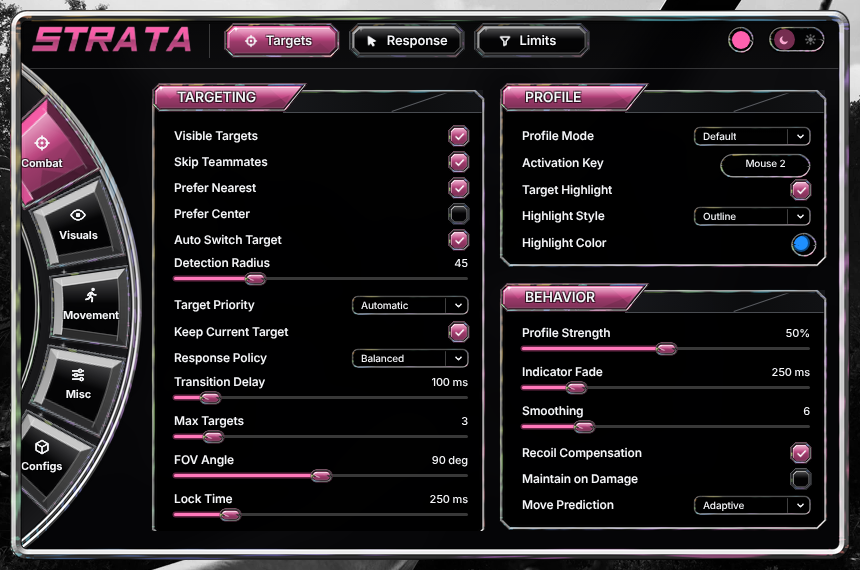 STRATA
Targets
Response
Limits
Combat
Visuals
Movement
Misc
Configs
TARGETING
Visible Targets
Skip Teammates
Prefer Nearest
Prefer Center
Auto Switch Target
Detection Radius 45
Target Priority Automatic
Keep Current Target
Response Policy Balanced
Transition Delay 100 ms
Max Targets 3
FOV Angle 90 deg
Lock Time 250 ms
PROFILE
Profile Mode Default
Activation Key Mouse 2
Target Highlight
Highlight Style Outline
Highlight Color
BEHAVIOR
Profile Strength 50%
Indicator Fade 250 ms
Smoothing 6
Recoil Compensation
Maintain on Damage
Move Prediction Adaptive